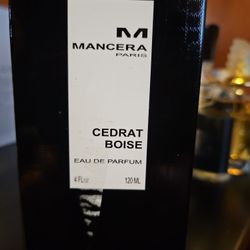 MANCERA
PARIS
CEDRAT
BOISE
EAU DE PARFUM
4 Fl.oz 120 ML